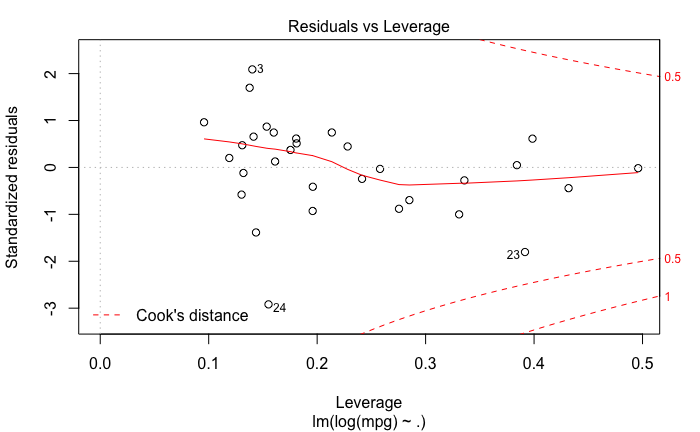 Residuals vs Leverage
Standardized residuals
2
1
0
-1
-2
-3
3
23
24
0.5
0.5
1
Cook's distance
0.0 0.1 0.2 0.3 0.4 0.5
Leverage
lm(log(mpg) ~ .)